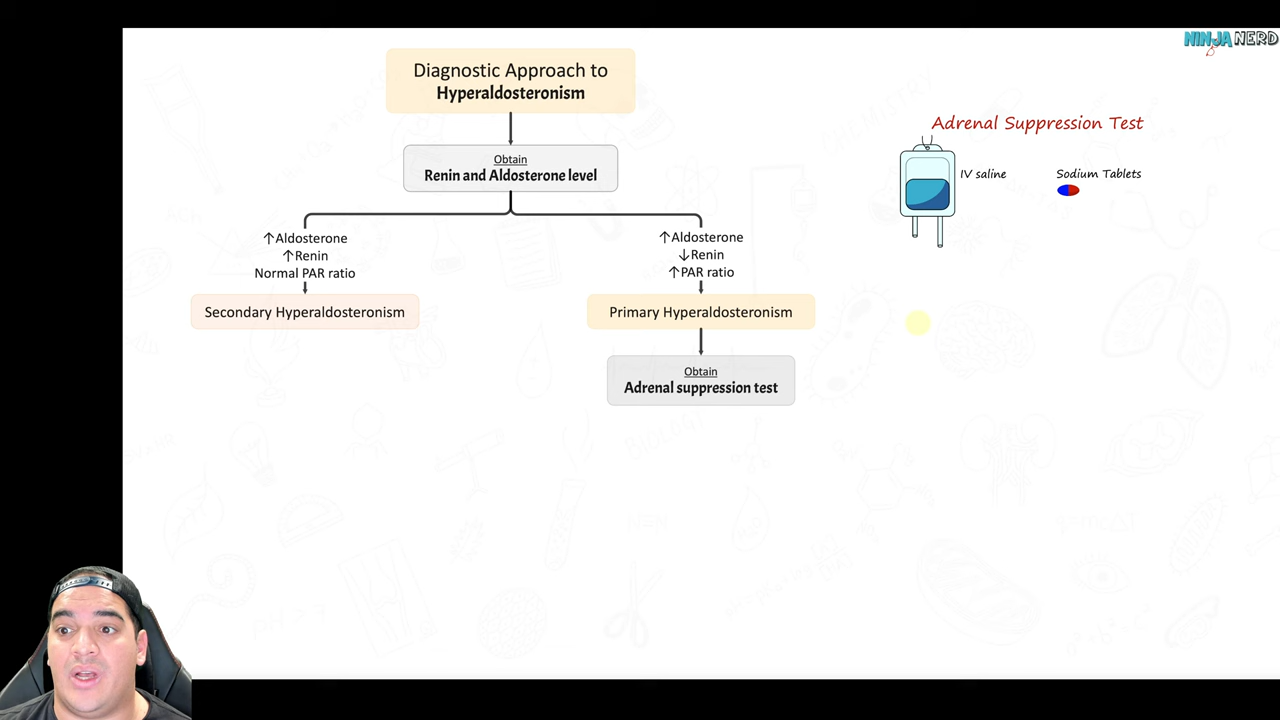 NINJA NERD
Diagnostic Approach to
Hyperaldosteronism
Obtain
Renin and Aldosterone level
↑Aldosterone
↑Renin
Normal PAR ratio
Secondary Hyperaldosteronism
↑Aldosterone
↓Renin
↑PAR ratio
Primary Hyperaldosteronism
Obtain
Adrenal suppression test
Adrenal Suppression Test
IV saline
Sodium Tablets
BIOLOGY